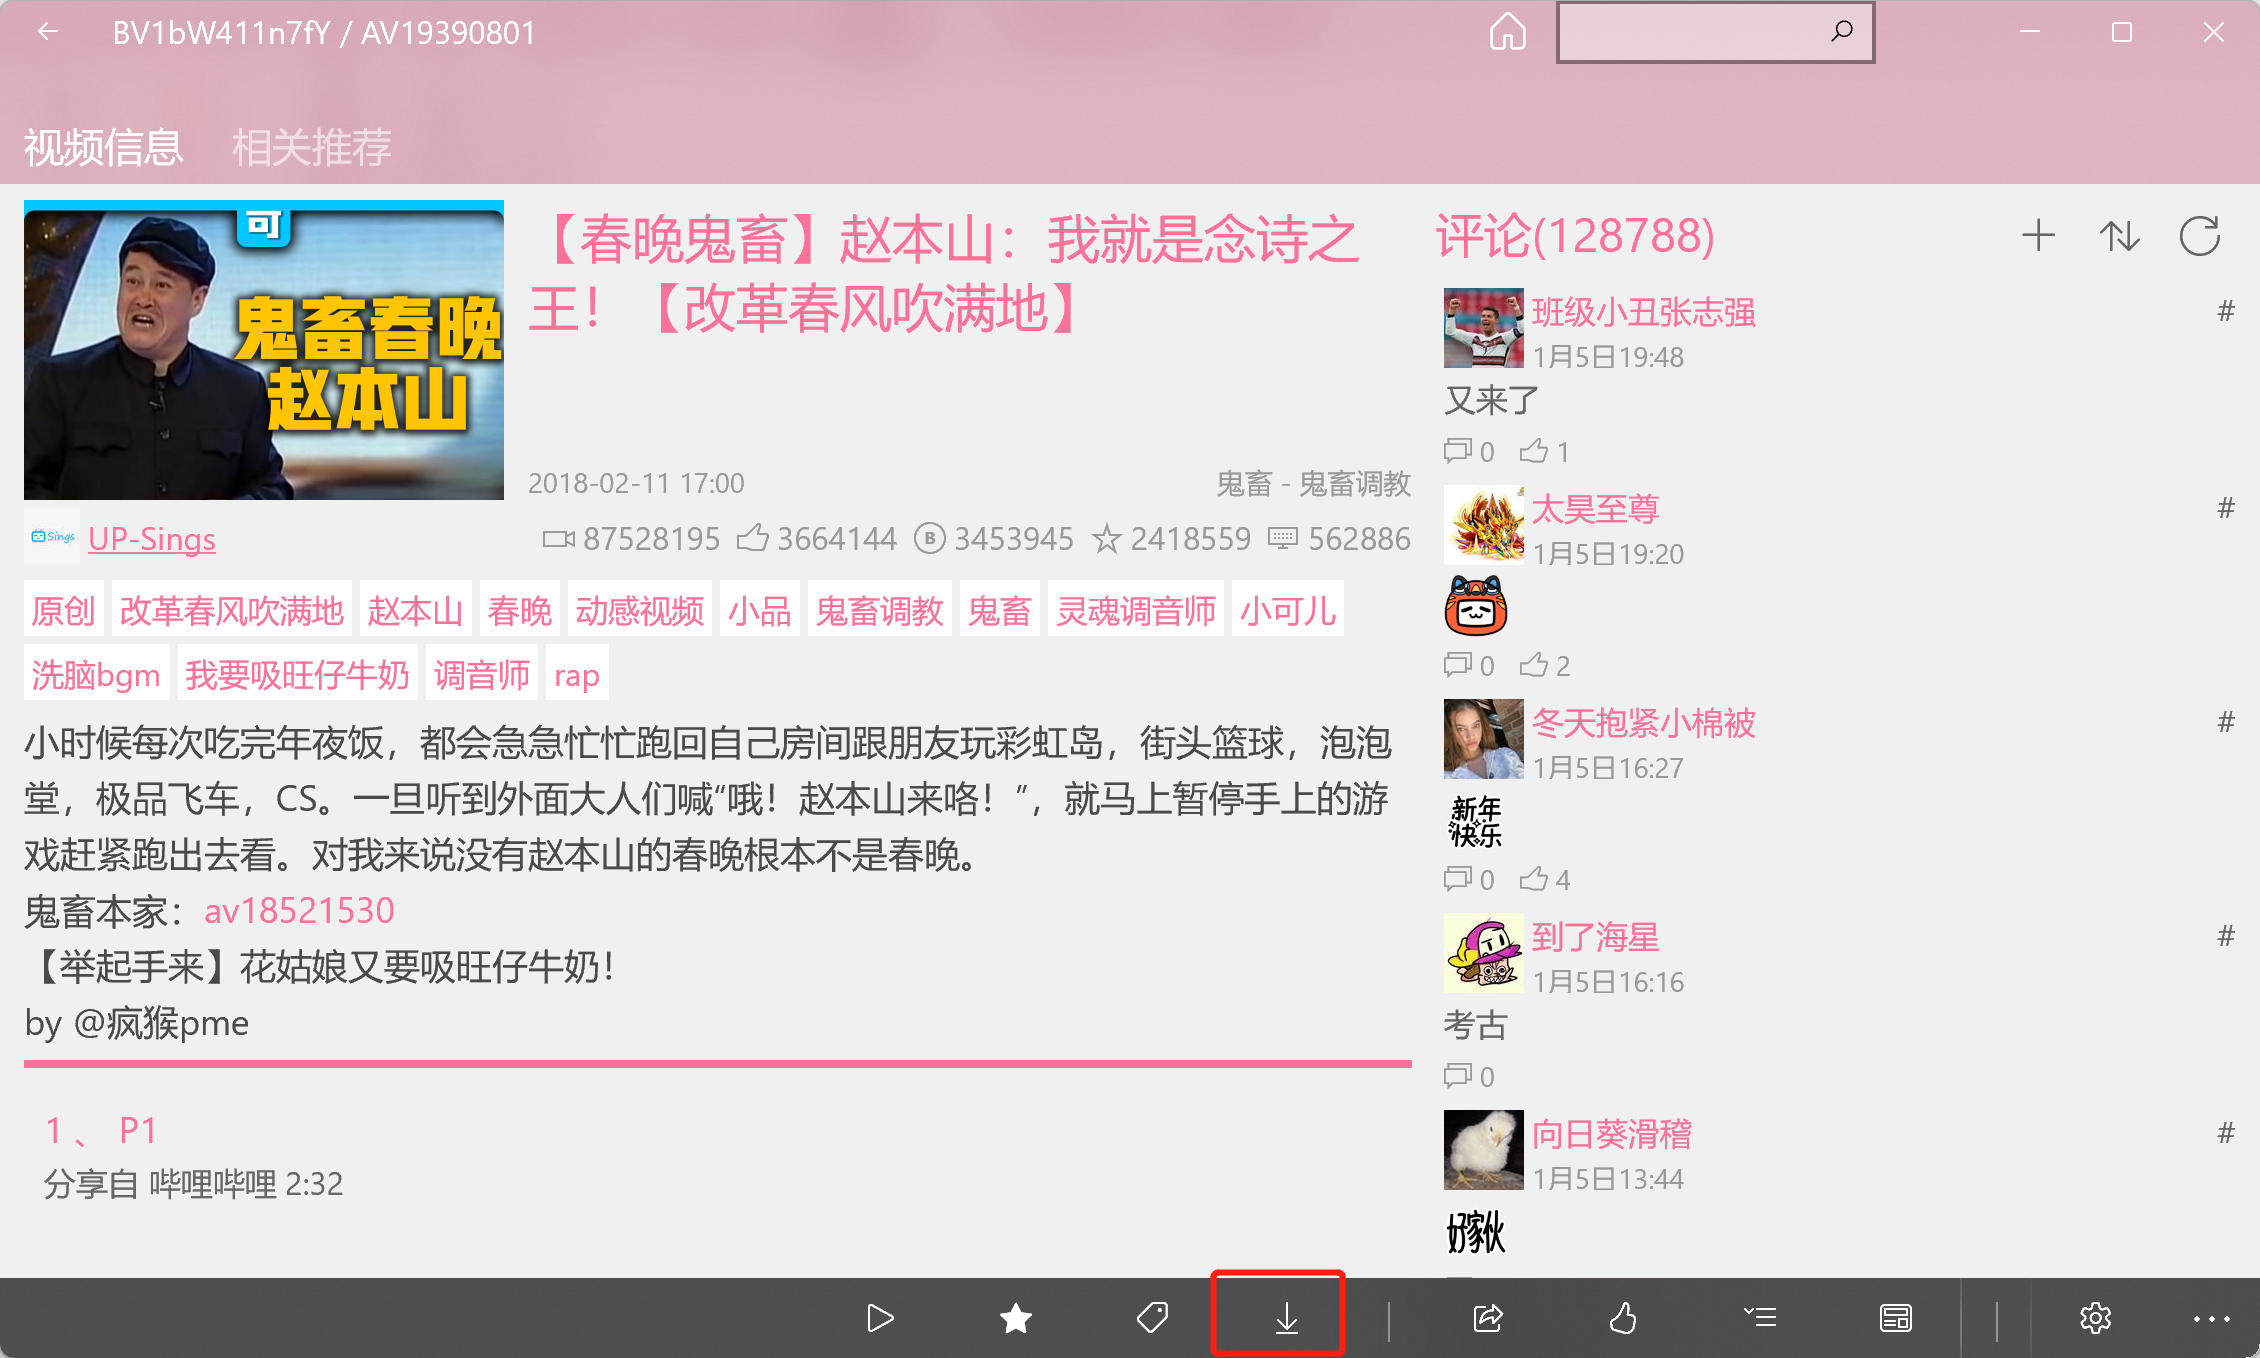 BV1bW411n7fY / AV19390801
视频信息 相关推荐
可
鬼畜春晚
赵本山
【春晚鬼畜】赵本山：我就是念诗之
王！【改革春风吹满地】
2018-02-11 17:00 鬼畜 - 鬼畜调教
Sings UP-Sings 87528195 3664144 B 3453945 2418559 562886
原创 改革春风吹满地 赵本山 春晚 动感视频 小品 鬼畜调教 鬼畜 灵魂调音师 小可儿
洗脑bgm 我要吸旺仔牛奶 调音师 rap
小时候每次吃完年夜饭，都会急急忙忙跑回自己房间跟朋友玩彩虹岛，街头篮球，泡泡
堂，极品飞车，CS。一旦听到外面大人们喊“哦！赵本山来咯！”，就马上暂停手上的游
戏赶紧跑出去看。对我来说没有赵本山的春晚根本不是春晚。
鬼畜本家：av18521530
【举起手来】花姑娘又要吸旺仔牛奶！
by @疯猴pme
1 、 P1
分享自 哔哩哔哩 2:32
评论(128788)
班级小丑张志强 #
1月5日19:48
又来了
0 1
太昊至尊 #
1月5日19:20
0 2
冬天抱紧小棉被 #
1月5日16:27
新年
快乐
0 4
到了海星 #
1月5日16:16
考古
0
向日葵滑稽 #
1月5日13:44
好家伙